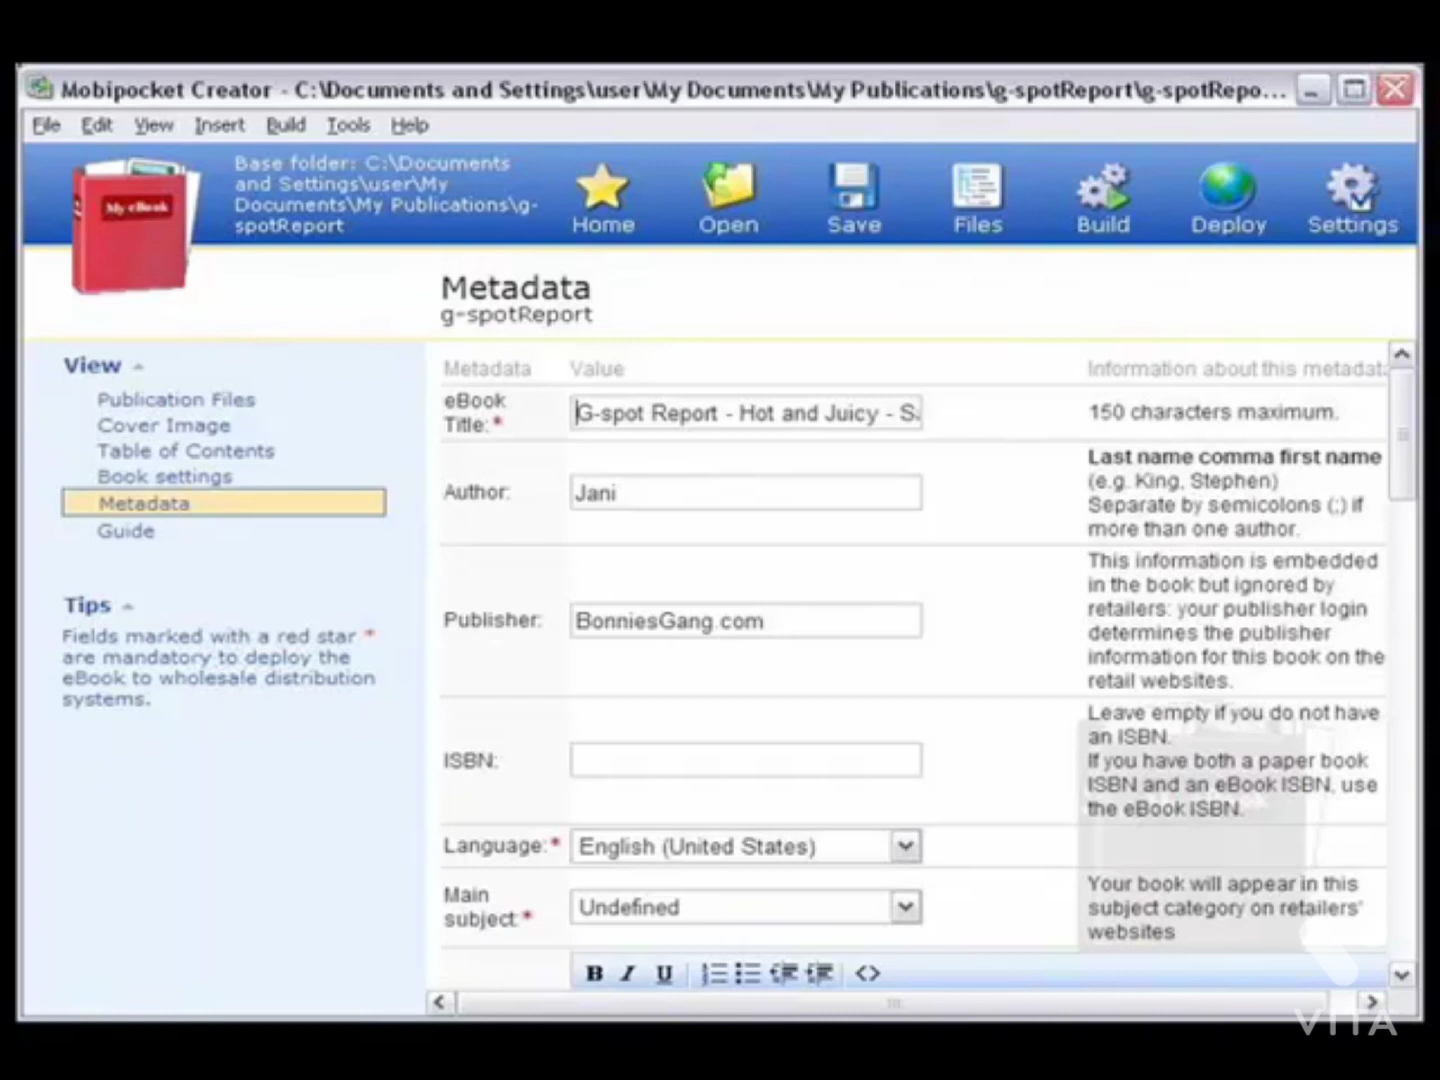 Mobipocket Creator - C:\Documents and Settings\user\My Documents\My Publications\g-spotReport\g-spotRepo...
File Edit View Insert Build Tools Help
My eBook
Base folder: C:\Documents
and Settings\user\My
Documents\My Publications\g-
spotReport
Home Open Save Files Build Deploy Settings
Metadata
g-spotReport
View
Publication Files
Cover Image
Table of Contents
Book settings
Metadata
Guide
Tips
Fields marked with a red star *
are mandatory to deploy the
eBook to wholesale distribution
systems.
Metadata Value Information about this metadata
eBook
Title:*
G-spot Report - Hot and Juicy - Sa
150 characters maximum.
Author:
Jani
Last name comma first name
(e.g. King, Stephen)
Separate by semicolons (;) if
more than one author.
Publisher:
BonniesGang.com
This information is embedded
in the book but ignored by
retailers: your publisher login
determines the publisher
information for this book on the
retail websites.
ISBN:
Leave empty if you do not have
an ISBN.
If you have both a paper book
ISBN and an eBook ISBN, use
the eBook ISBN.
Language:*
English (United States)
Main
subject:*
Undefined
Your book will appear in this
subject category on retailers'
websites
B I U
VITA